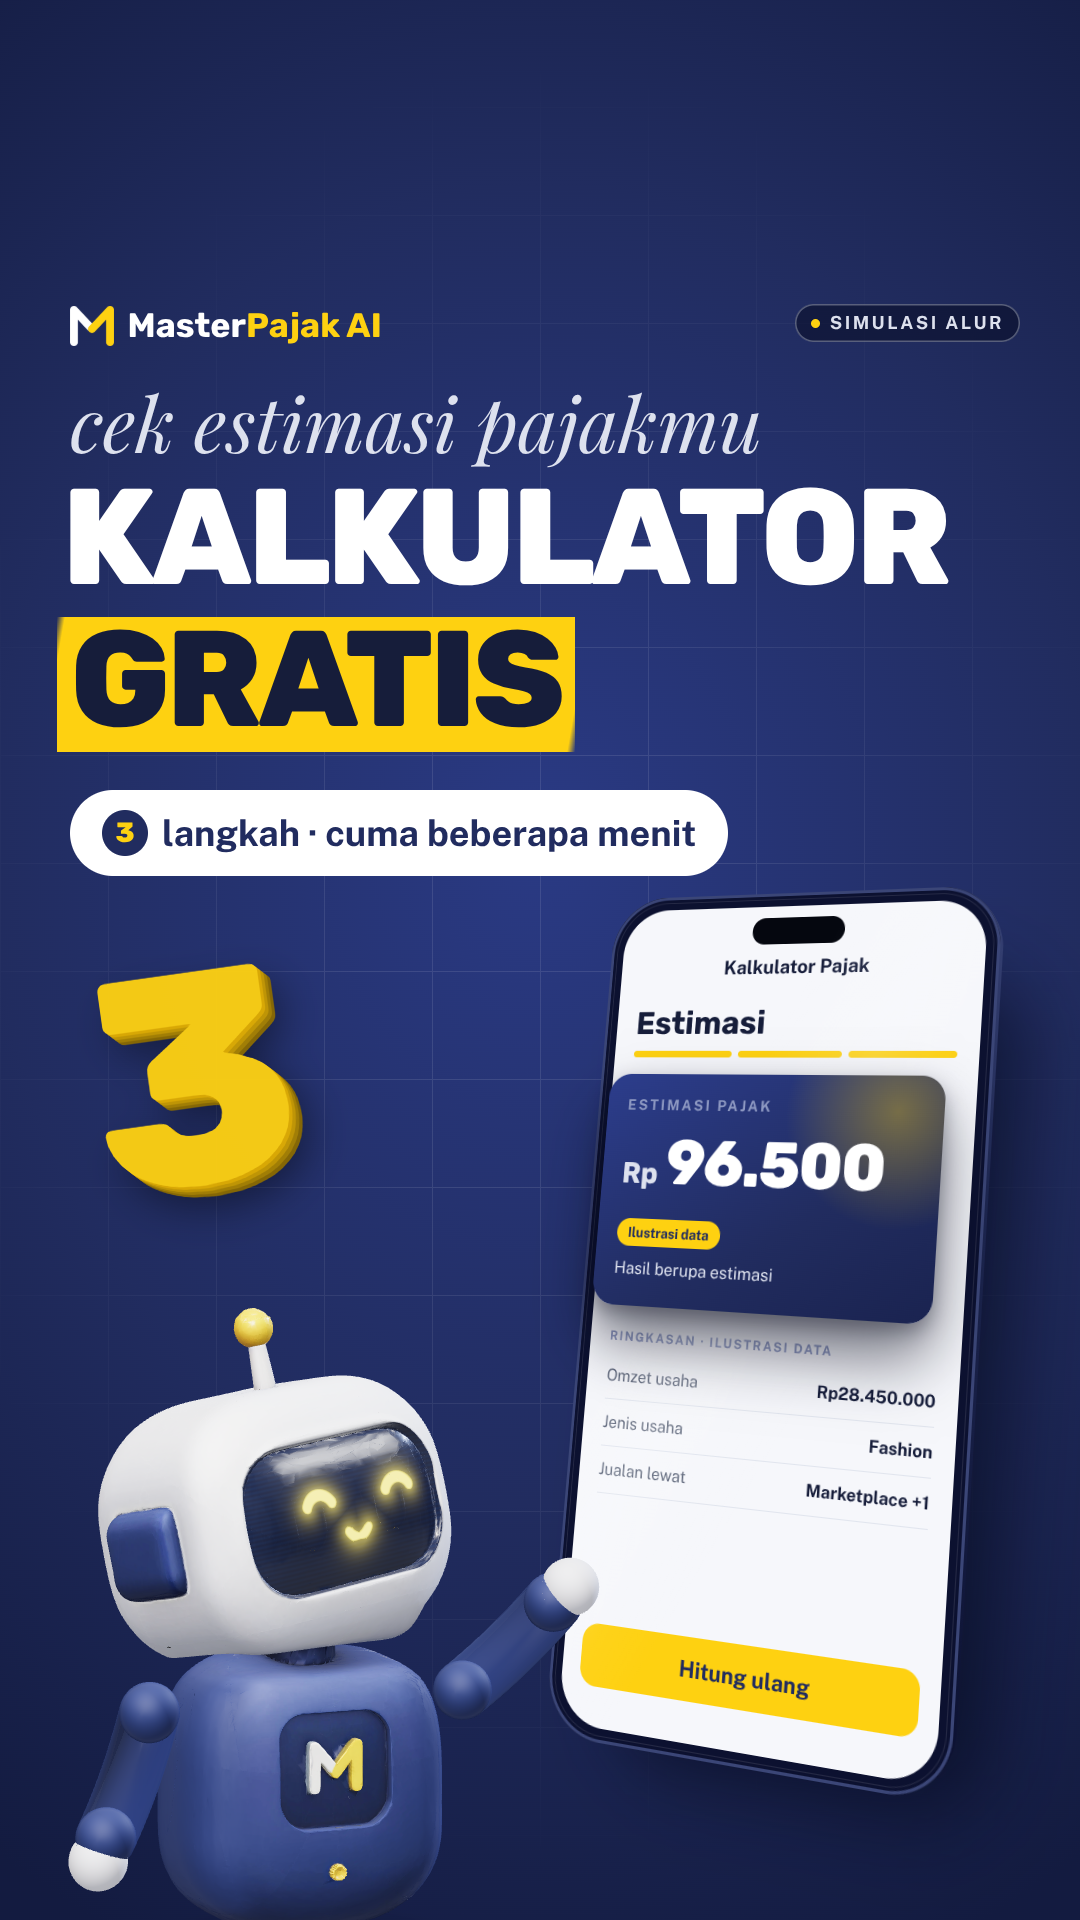 MasterPajak AI
SIMULASI ALUR
cek estimasi pajakmu
KALKULATOR
GRATIS
3 langkah · cuma beberapa menit
3
Kalkulator Pajak
Estimasi
ESTIMASI PAJAK
Rp 96.500
Ilustrasi data
Hasil berupa estimasi
RINGKASAN · ILUSTRASI DATA
Omzet usaha Rp28.450.000
Jenis usaha Fashion
Jualan lewat Marketplace +1
Hitung ulang
M